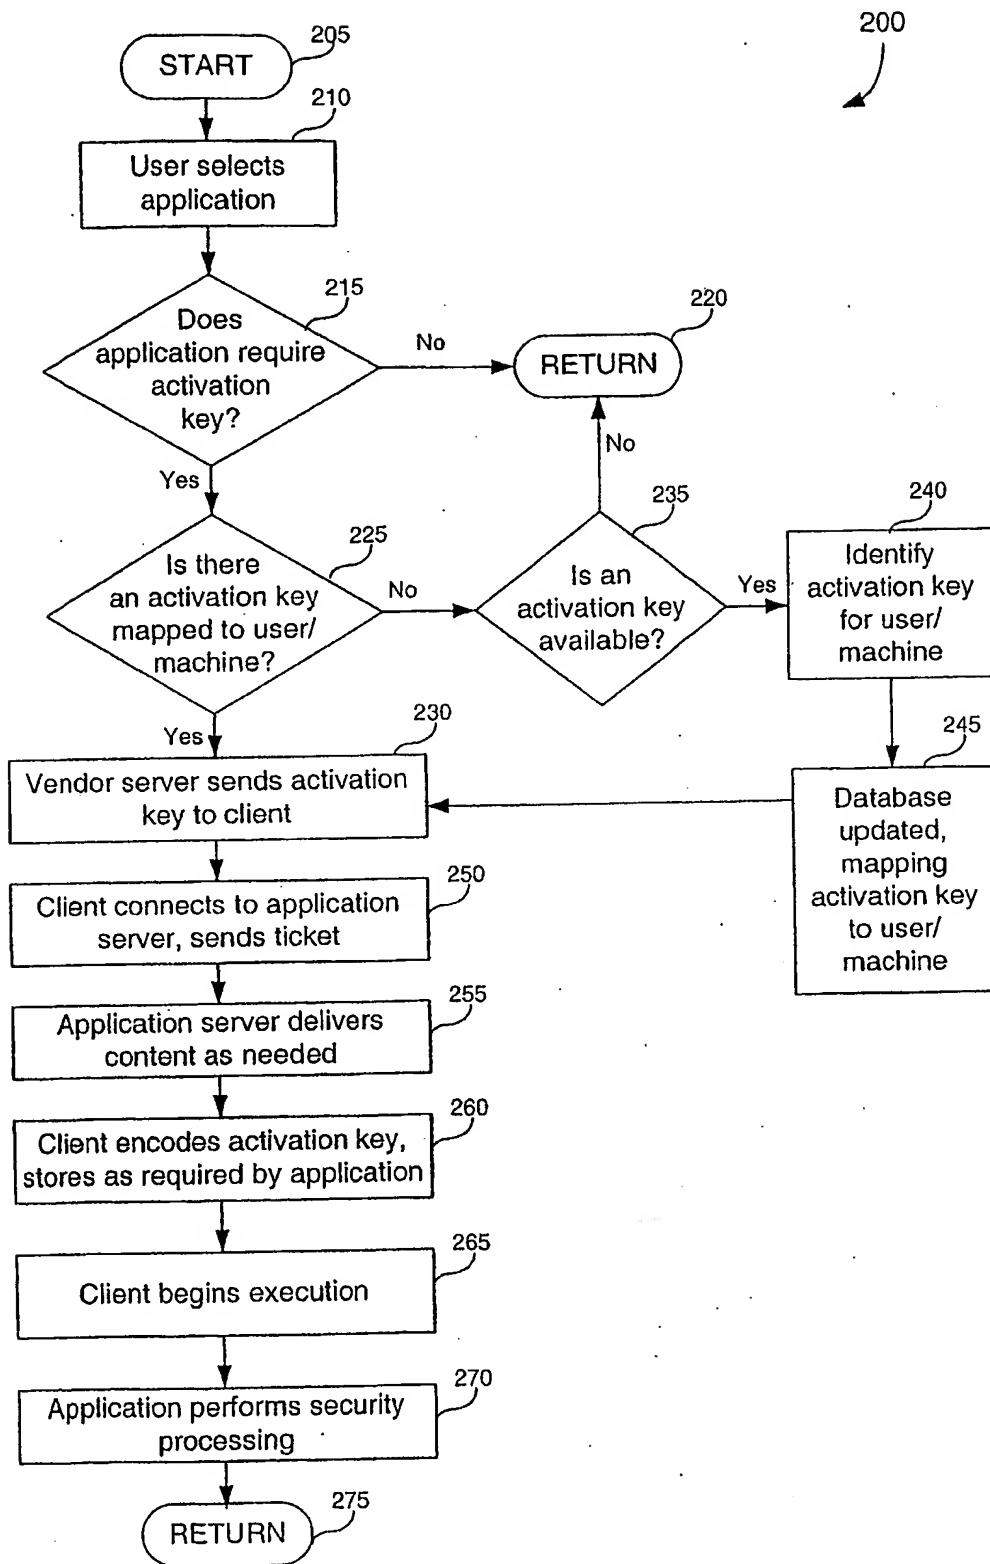 200
205
START
210
User selects
application
215
Does
application require
activation
key?
No
220
RETURN
Yes
225
Is there
an activation key
mapped to user/
machine?
No
235
Is an
activation key
available?
No
Yes
240
Identify
activation key
for user/
machine
245
Database
updated,
mapping
activation key
to user/
machine
Yes
230
Vendor server sends activation
key to client
250
Client connects to application
server, sends ticket
255
Application server delivers
content as needed
260
Client encodes activation key,
stores as required by application
265
Client begins execution
270
Application performs security
processing
275
RETURN